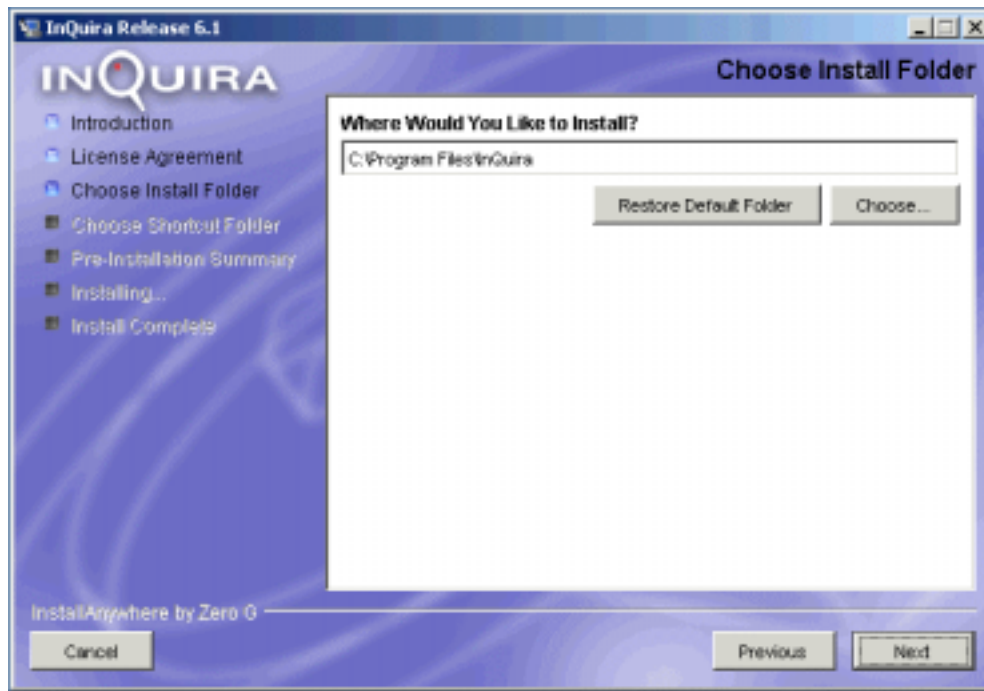 InQuira Release 6.1
INQUIRA
Choose Install Folder
Introduction
License Agreement
Choose Install Folder
Choose Shortcut Folder
Pre-Installation Summary
Installing...
Install Complete
Where Would You Like to Install?
C:\Program Files\InQuira
Restore Default Folder
Choose...
InstallAnywhere by Zero G
Cancel
Previous
Next